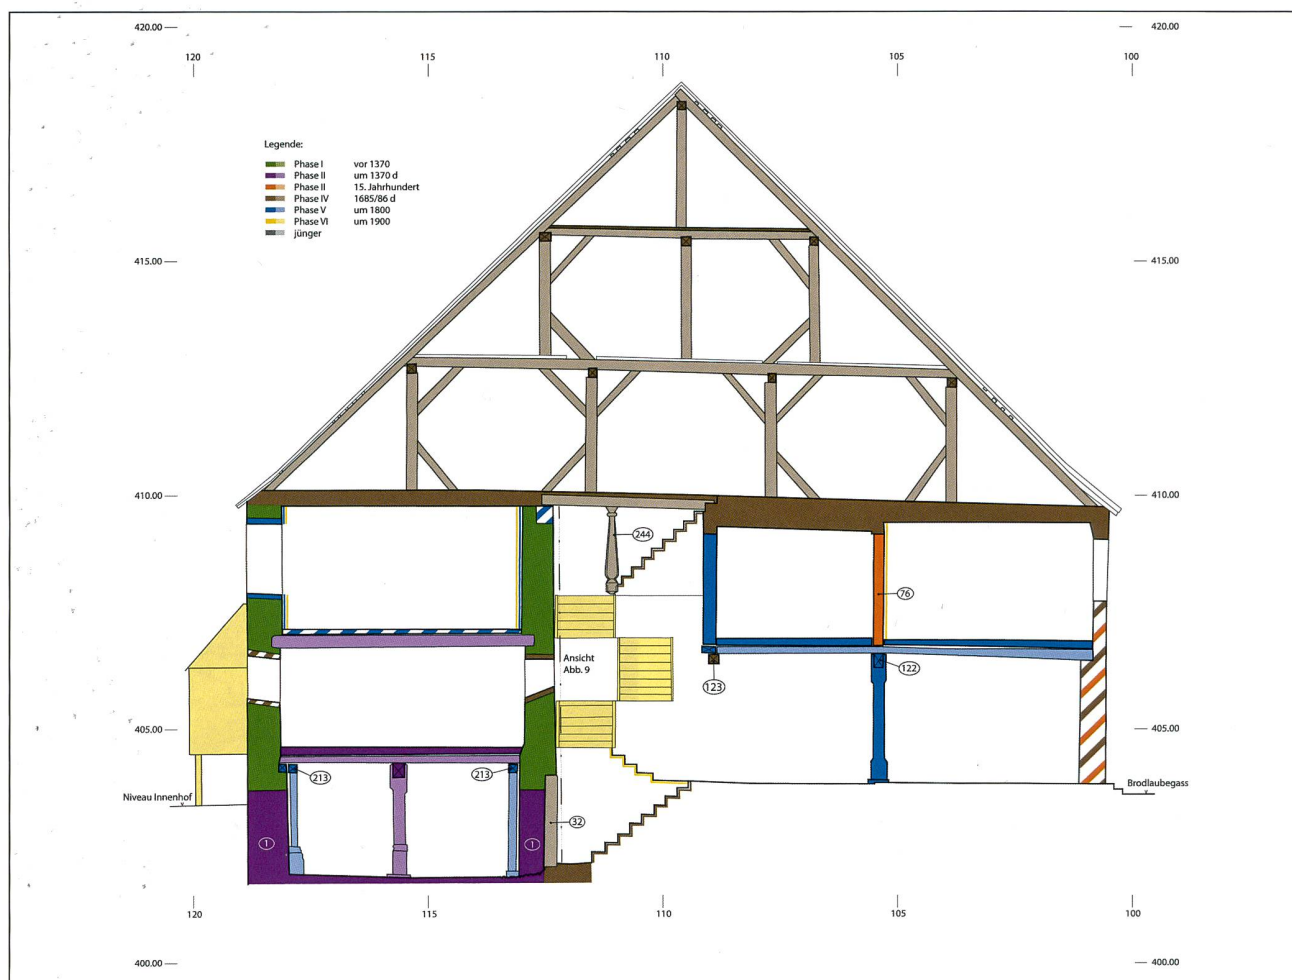 420.00
420.00
120
115
110
105
100
Legende:
Phase I vor 1370
Phase II um 1370 d
Phase II 15. Jahrhundert
Phase IV 1685/86 d
Phase V um 1800
Phase VI um 1900
jünger
415.00
415.00
410.00
410.00
244
76
Ansicht
Abb. 9
123
122
405.00
405.00
213
213
Niveau Innenhof
Brodlaubegass
32
1
1
120
115
110
105
100
400.00
400.00